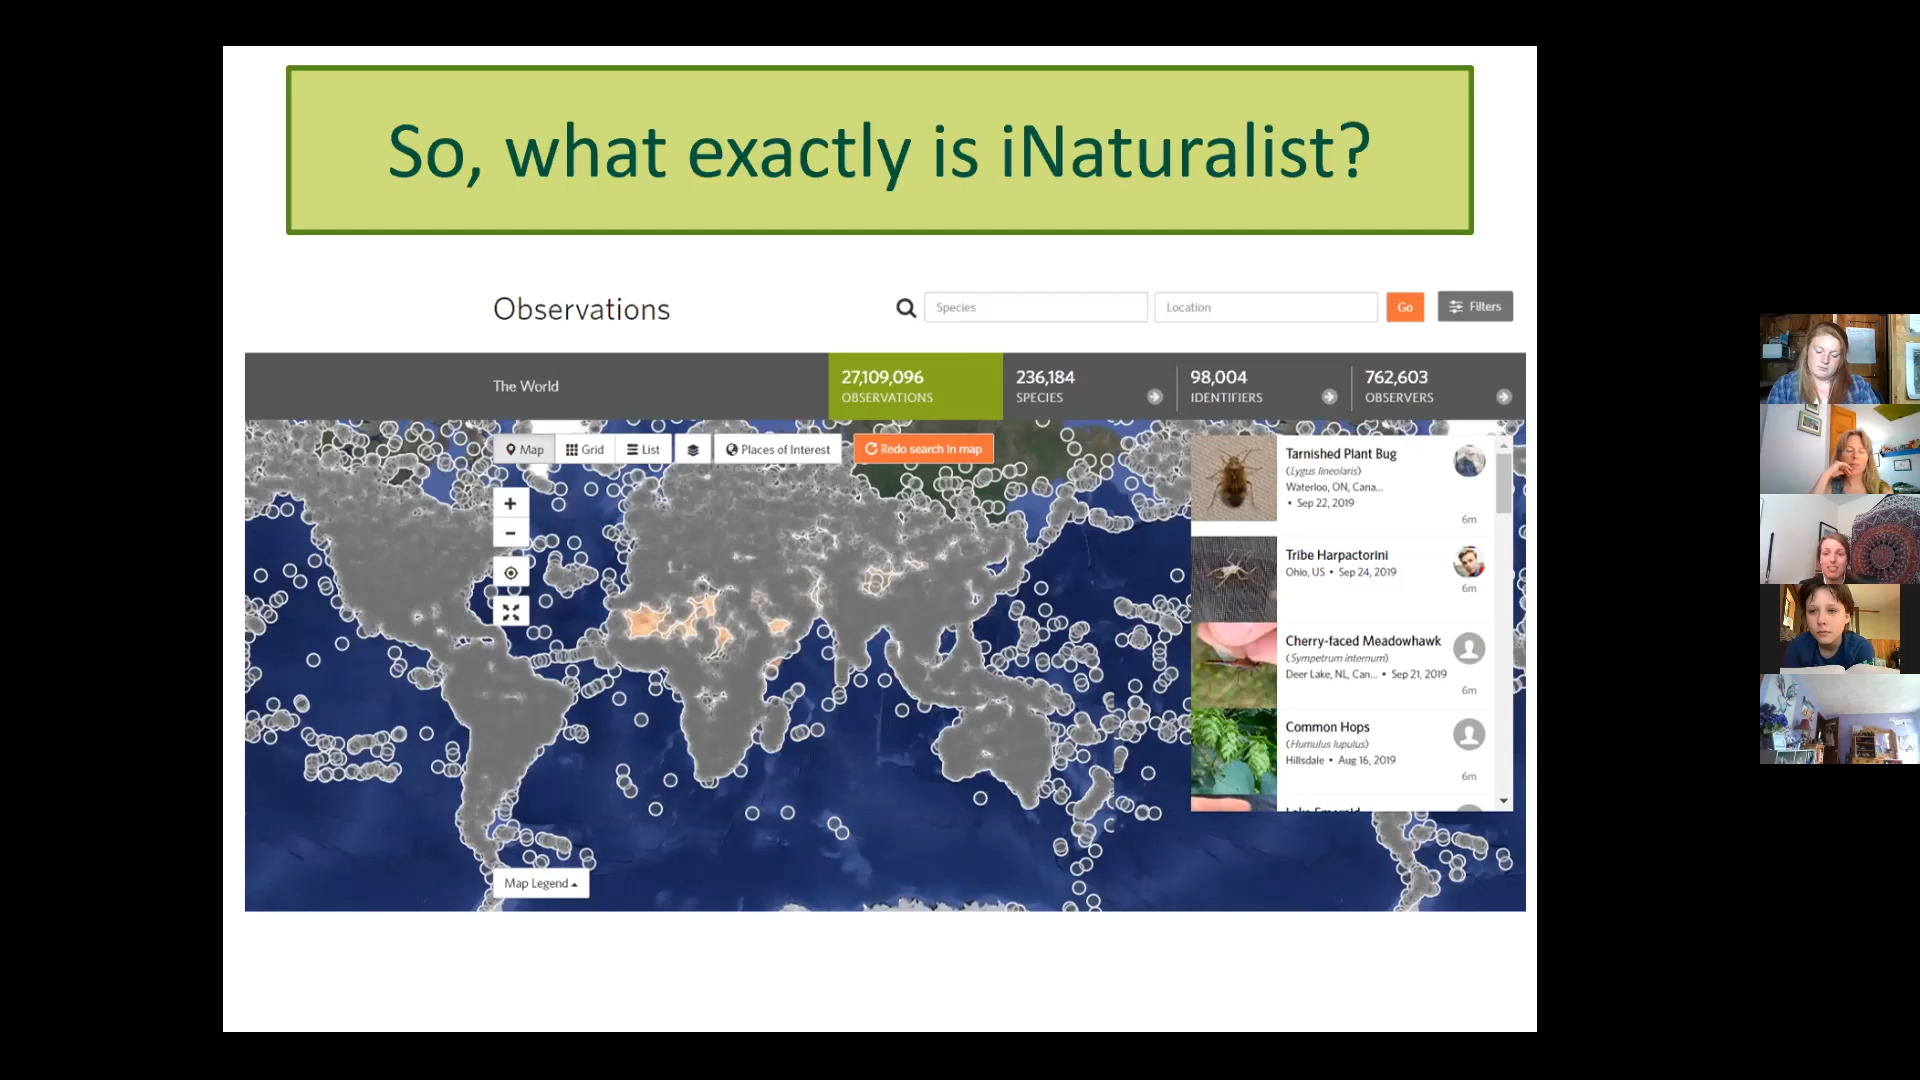 So, what exactly is iNaturalist?
Observations
Species
Location
Go
Filters
The World
27,109,096
OBSERVATIONS
236,184
SPECIES
98,004
IDENTIFIERS
762,603
OBSERVERS
Map
Grid
List
Places of Interest
Redo search in map
+
-
Tarnished Plant Bug
(Lygus lineolaris)
Waterloo, ON, Cana...
• Sep 22, 2019
6m
Tribe Harpactorini
Ohio, US • Sep 24, 2019
6m
Cherry-faced Meadowhawk
(Sympetrum internum)
Deer Lake, NL, Can... • Sep 21, 2019
6m
Common Hops
(Humulus lupulus)
Hillsdale • Aug 16, 2019
6m
Map Legend